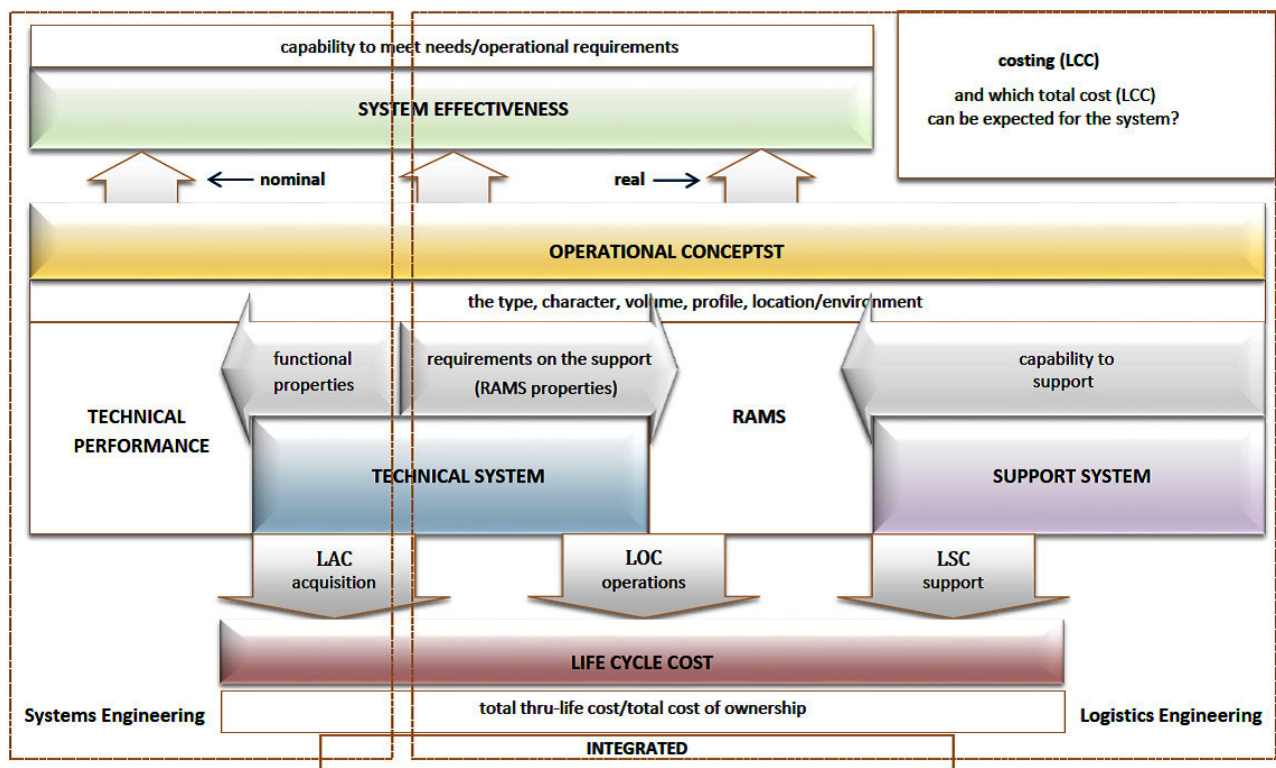 capability to meet needs/operational requirements
costing (LCC)
SYSTEM EFFECTIVENESS
and which total cost (LCC)
can be expected for the system?
nominal
real
OPERATIONAL CONCEPTST
the type, character, volume, profile, location/environment
functional
properties
requirements on the support
(RAMS properties)
capability to
support
TECHNICAL
PERFORMANCE
RAMS
TECHNICAL SYSTEM
SUPPORT SYSTEM
LAC
acquisition
LOC
operations
LSC
support
LIFE CYCLE COST
Systems Engineering
total thru-life cost/total cost of ownership
Logistics Engineering
INTEGRATED